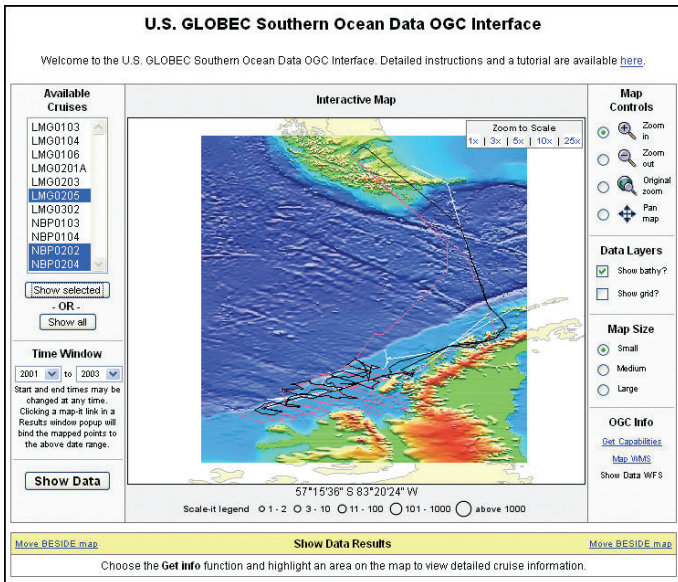 U.S. GLOBEC Southern Ocean Data OGC Interface
Welcome to the U.S. GLOBEC Southern Ocean Data OGC Interface. Detailed instructions and a tutorial are available here.
Available
Cruises
LMG0103
LMG0104
LMG0106
LMG0201A
LMG0203
LMG0205
LMG0302
NBP0103
NBP0104
NBP0202
NBP0204
Show selected
- OR -
Show all
Time Window
2001 to 2003
Start and end times may be
changed at any time.
Clicking a map-it link in a
Results window popup will
bind the mapped points to
the above date range.
Show Data
Interactive Map
Zoom to Scale
1x | 3x | 5x | 10x | 25x
57°15'36" S 83°20'24" W
Scale-it legend 1 - 2 3 - 10 11 - 100 101 - 1000 above 1000
Map
Controls
Zoom
in
Zoom
out
Original
zoom
Pan
map
Data Layers
Show bathy?
Show grid?
Map Size
Small
Medium
Large
OGC Info
Get Capabilities
Map WMS
Show Data WFS
Move BESIDE map Show Data Results Move BESIDE map
Choose the Get info function and highlight an area on the map to view detailed cruise information.